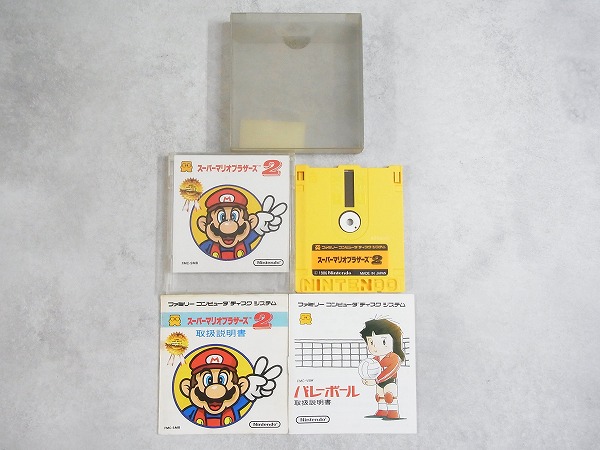 スーパーマリオブラザーズ 2
M
FMC-SMB
Nintendo
ファミリー コンピュータ ディスク システム
スーパーマリオブラザーズ 2
© 1986 Nintendo
MADE IN JAPAN
NINTENDO
ファミリー コンピュータ ディスク システム
スーパーマリオブラザーズ 2
取扱説明書
M
FMC-SMB
Nintendo
ファミリー コンピュータ ディスク システム
バレーボール
取扱説明書
Nintendo